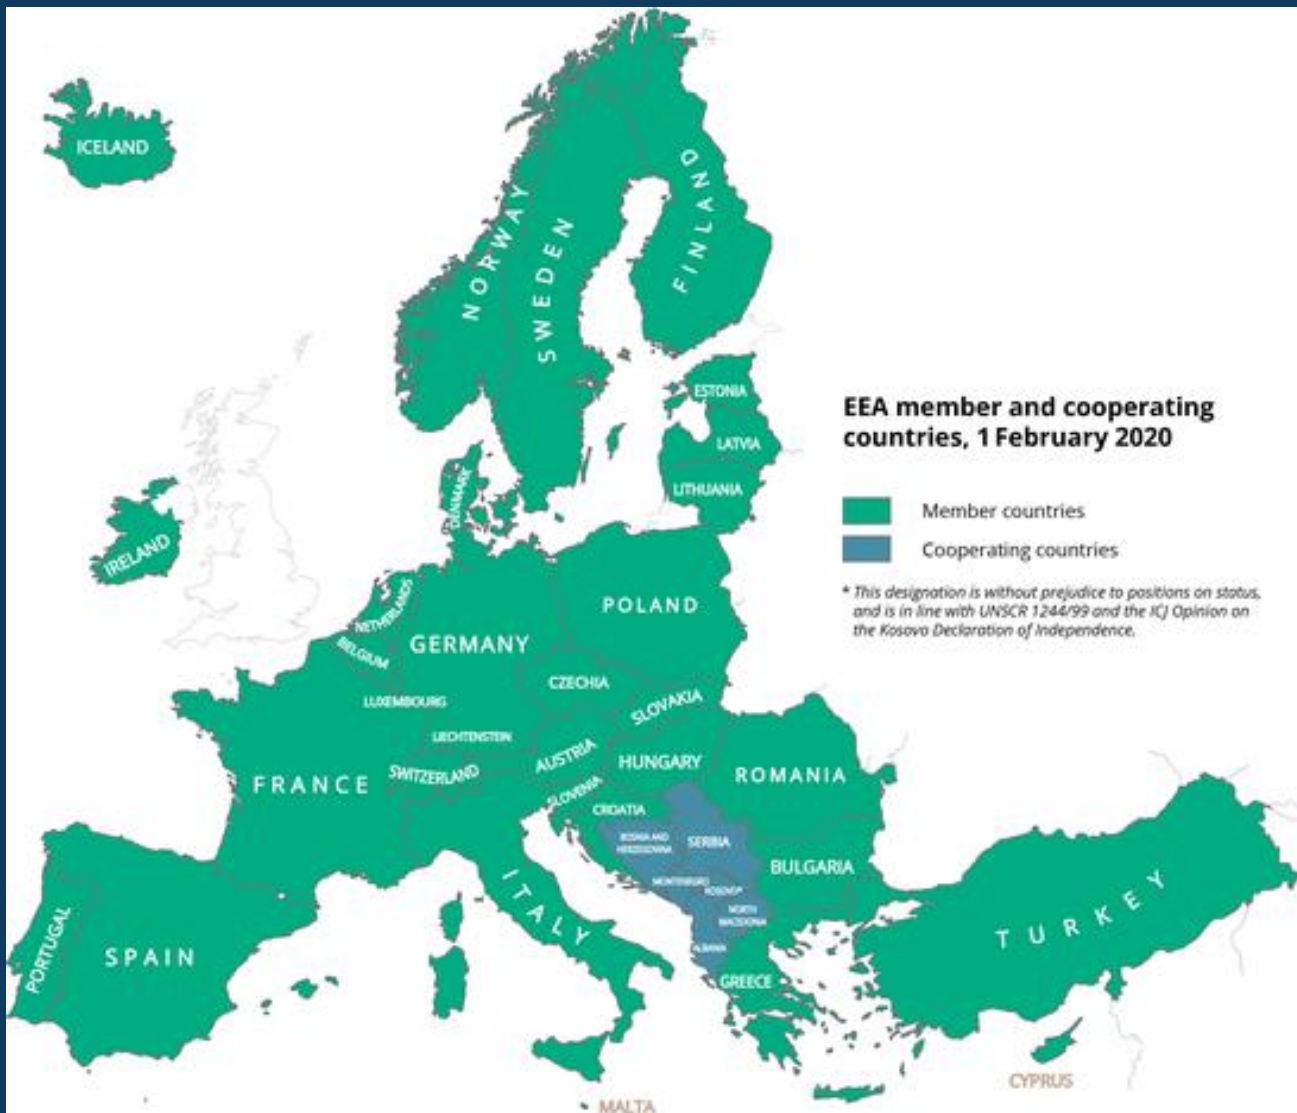 ICELAND
NORWAY
SWEDEN
FINLAND
ESTONIA
LATVIA
LITHUANIA
DENMARK
IRELAND
NETHERLANDS
BELGIUM
GERMANY
POLAND
LUXEMBOURG
CZECHIA
SLOVAKIA
LIECHTENSTEIN
AUSTRIA
HUNGARY
SWITZERLAND
FRANCE
SLOVENIA
ROMANIA
CROATIA
BOSNIA AND
HERZEGOVINA
SERBIA
MONTENEGRO
KOSOVO*
BULGARIA
NORTH
MACEDONIA
ALBANIA
ITALY
PORTUGAL
SPAIN
GREECE
TURKEY
CYPRUS
MALTA
EEA member and cooperating
countries, 1 February 2020
Member countries
Cooperating countries
* This designation is without prejudice to positions on status,
and is in line with UNSCR 1244/99 and the ICJ Opinion on
the Kosovo Declaration of Independence.